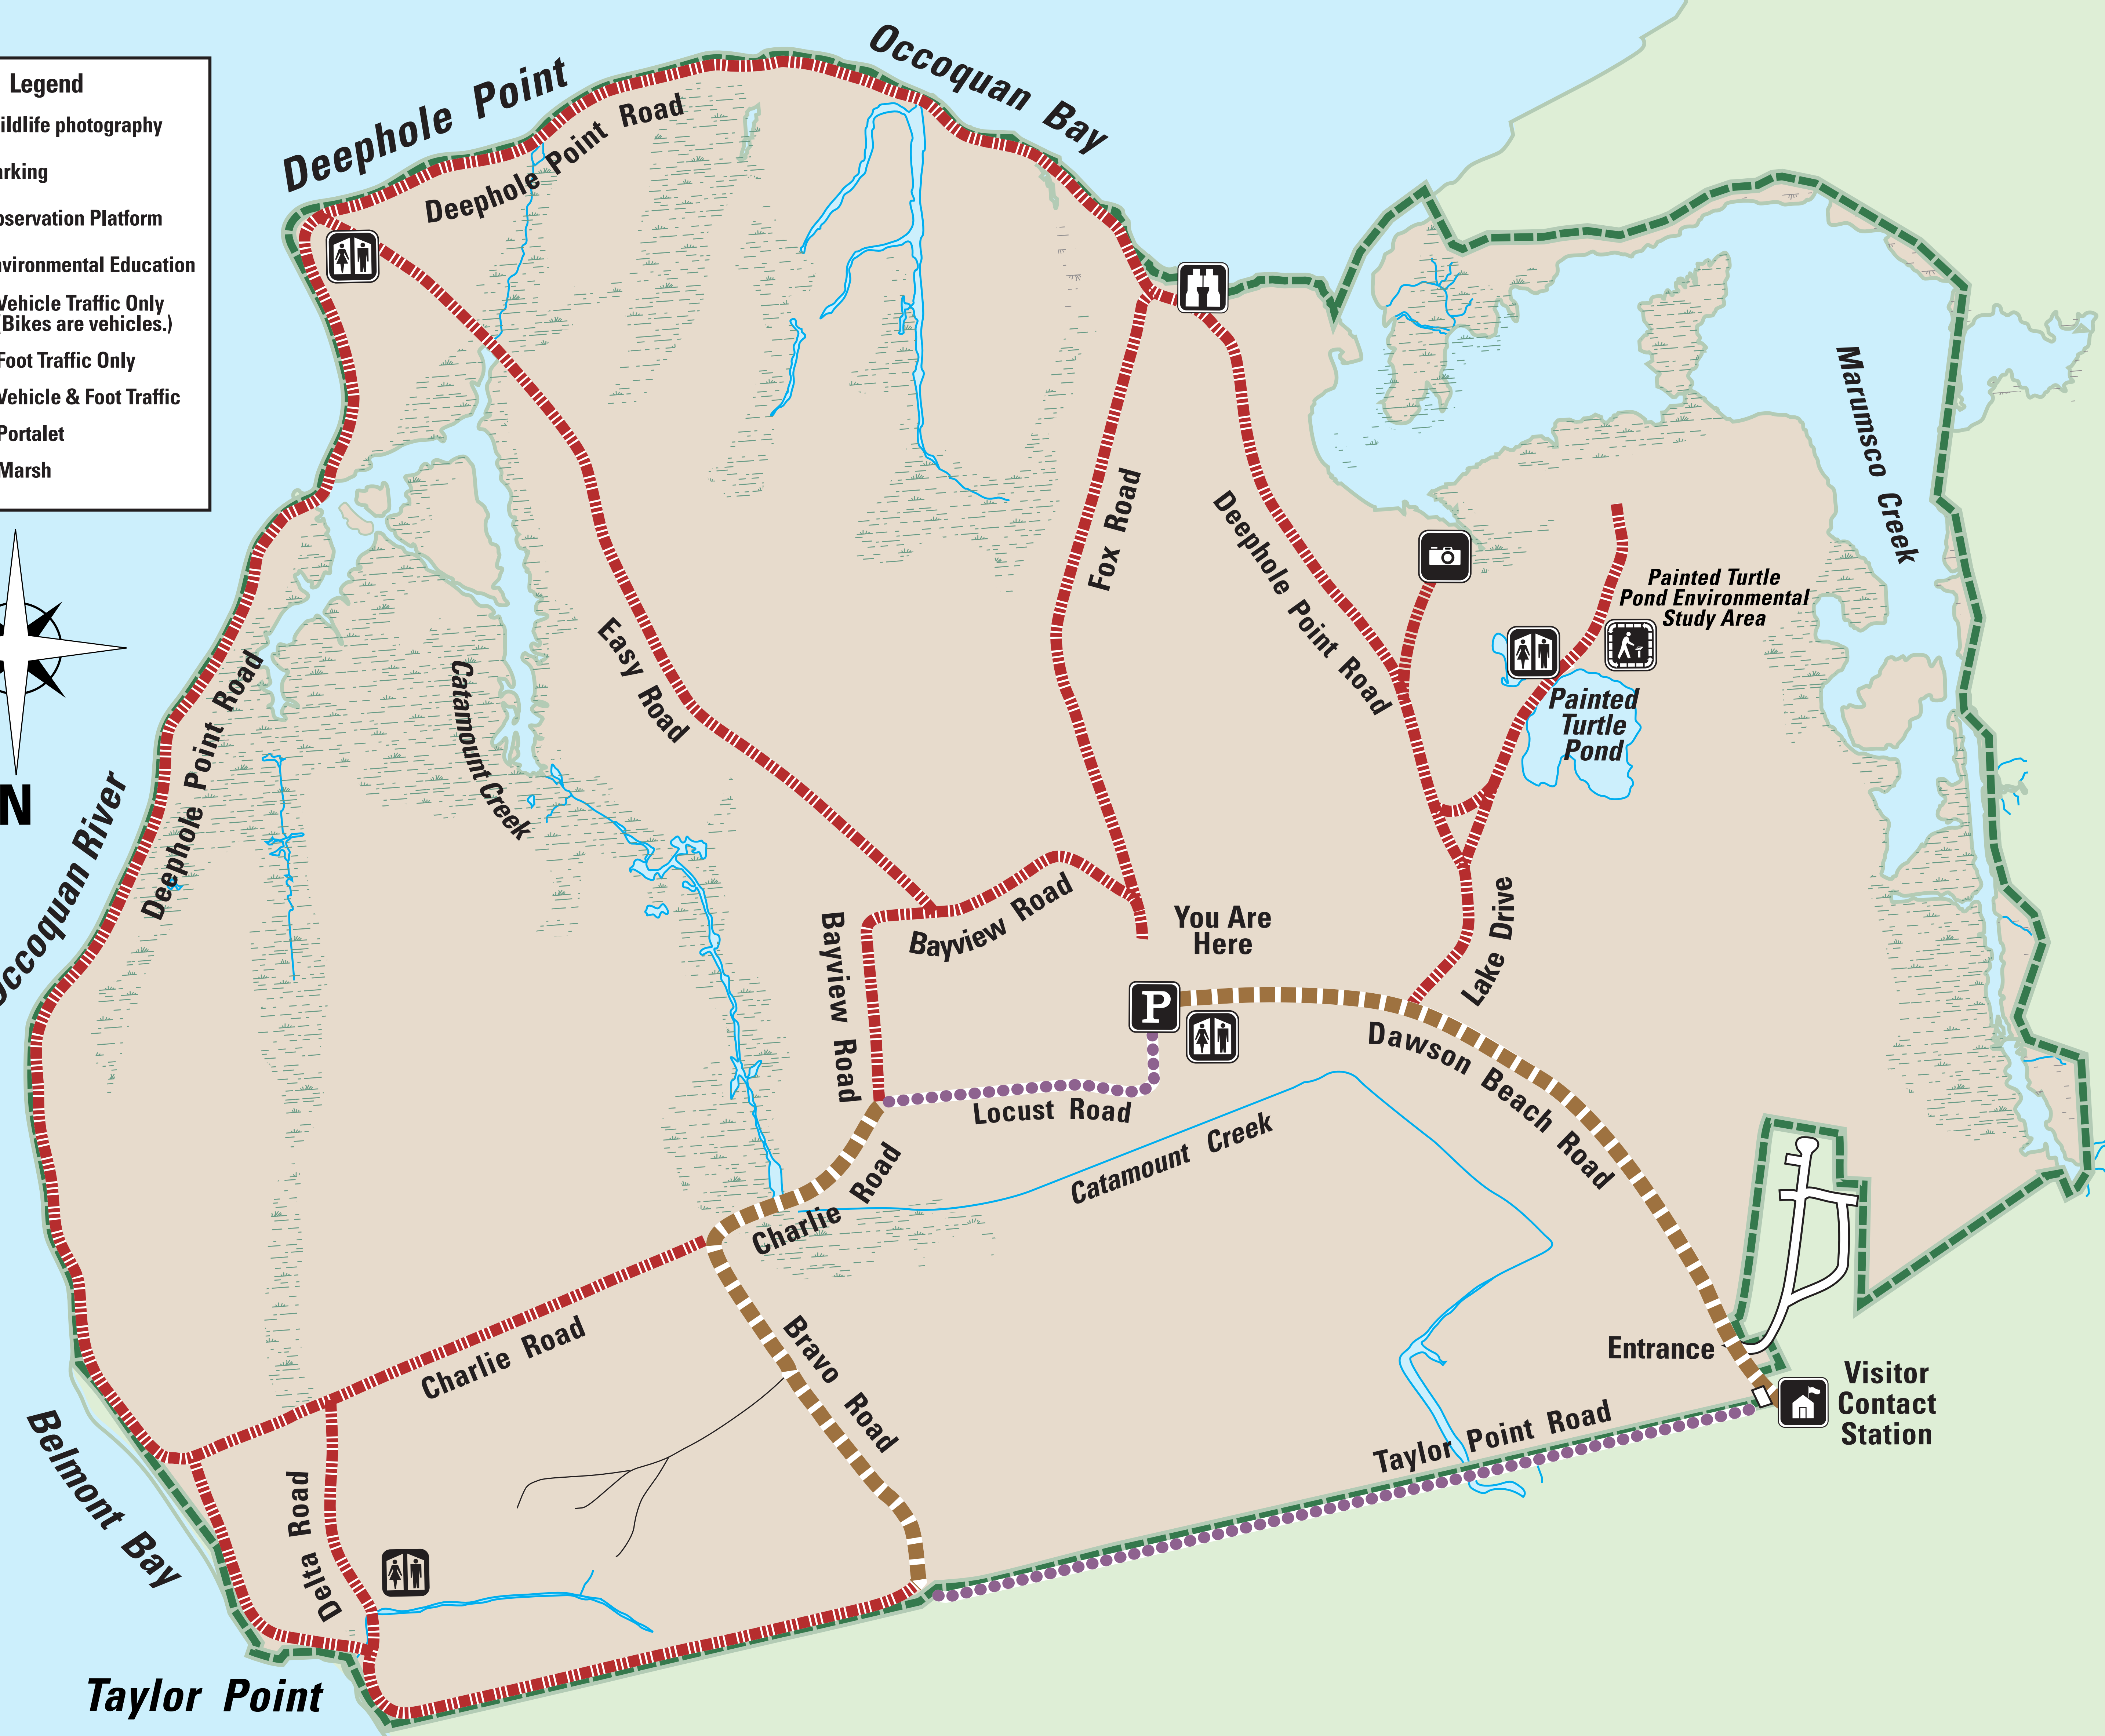 Legend
ildlife photography
arking
bservation Platform
nvironmental Education
Vehicle Traffic Only
(Bikes are vehicles.)
Foot Traffic Only
Vehicle & Foot Traffic
Portalet
Marsh
N
Deephole Point
Occoquan Bay
Deephole Point Road
Marumsco Creek
Fox Road
Deephole Point Road
Painted Turtle
Pond Environmental
Study Area
Painted
Turtle
Pond
Easy Road
Catamount Creek
Deephole Point Road
Occoquan River
Bayview Road
Bayview Road
You Are
Here
Lake Drive
P
Dawson Beach Road
Locust Road
Catamount Creek
Charlie Road
Charlie Road
Bravo Road
Entrance
Visitor
Contact
Station
Taylor Point Road
Belmont Bay
Delta Road
Taylor Point